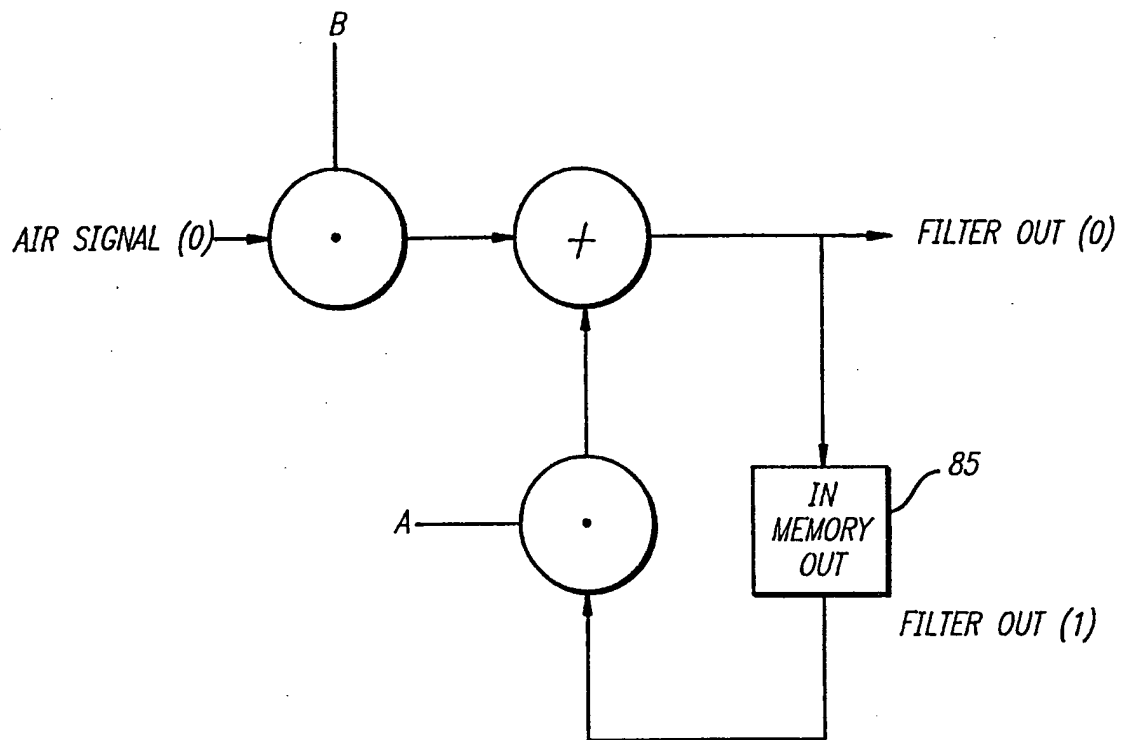 B
AIR SIGNAL (0)
·
+
FILTER OUT (0)
A
·
IN
MEMORY
OUT
85
FILTER OUT (1)